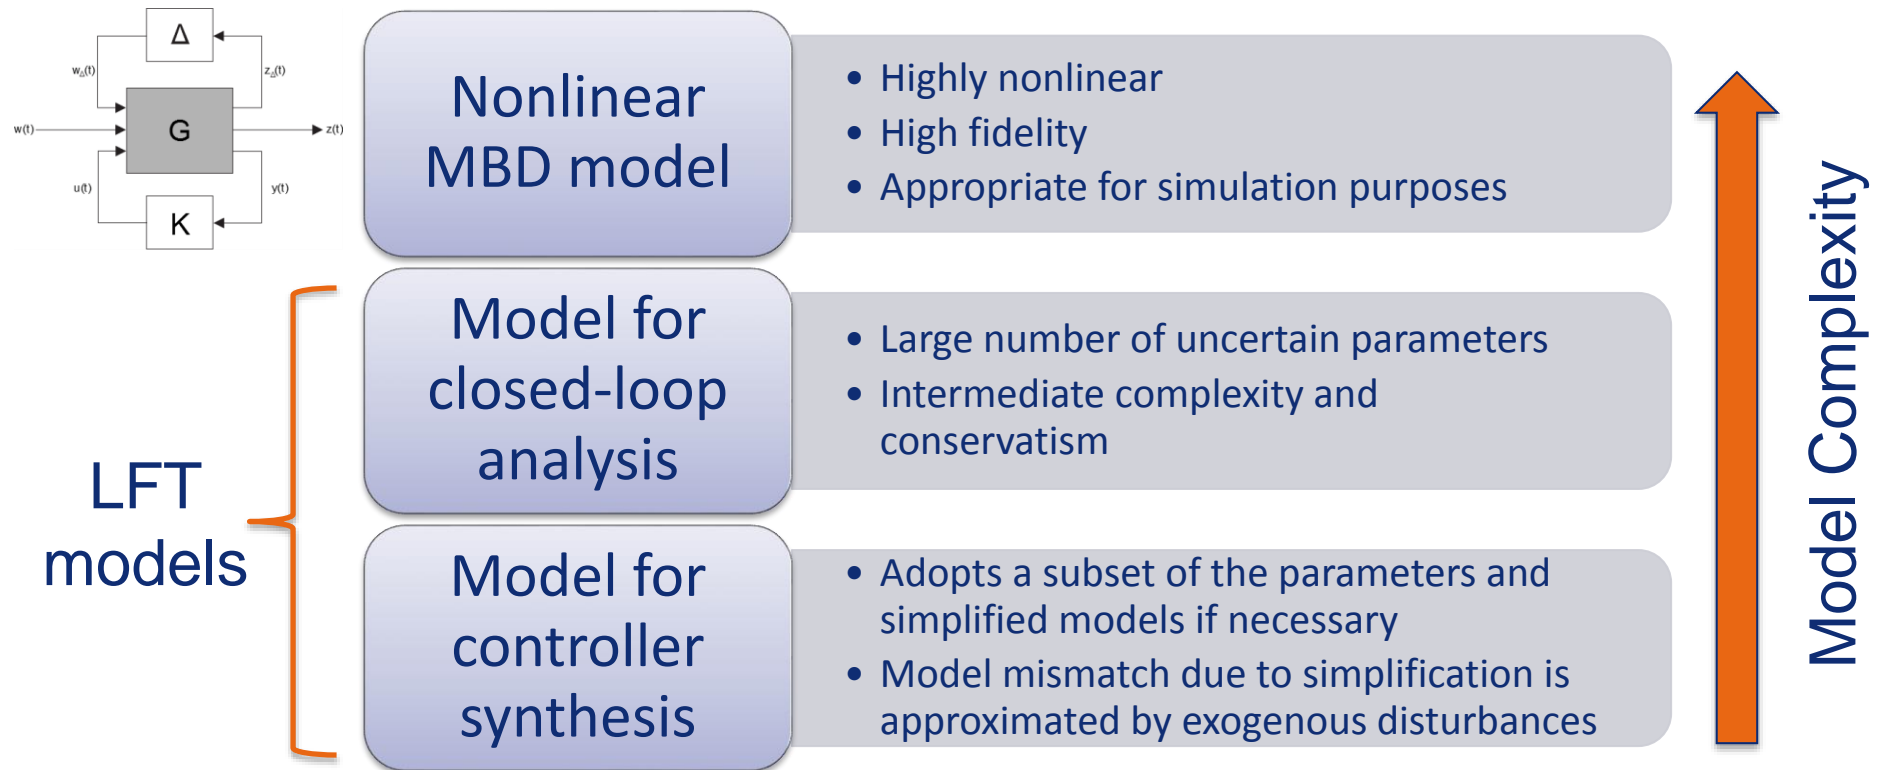 Δ
w△(t)
z△(t)
G
w(t)
z(t)
u(t)
y(t)
K
Nonlinear
MBD model
• Highly nonlinear
• High fidelity
• Appropriate for simulation purposes
Model for
closed-loop
analysis
• Large number of uncertain parameters
• Intermediate complexity and
conservatism
LFT
models
Model for
controller
synthesis
• Adopts a subset of the parameters and
simplified models if necessary
• Model mismatch due to simplification is
approximated by exogenous disturbances
Model Complexity